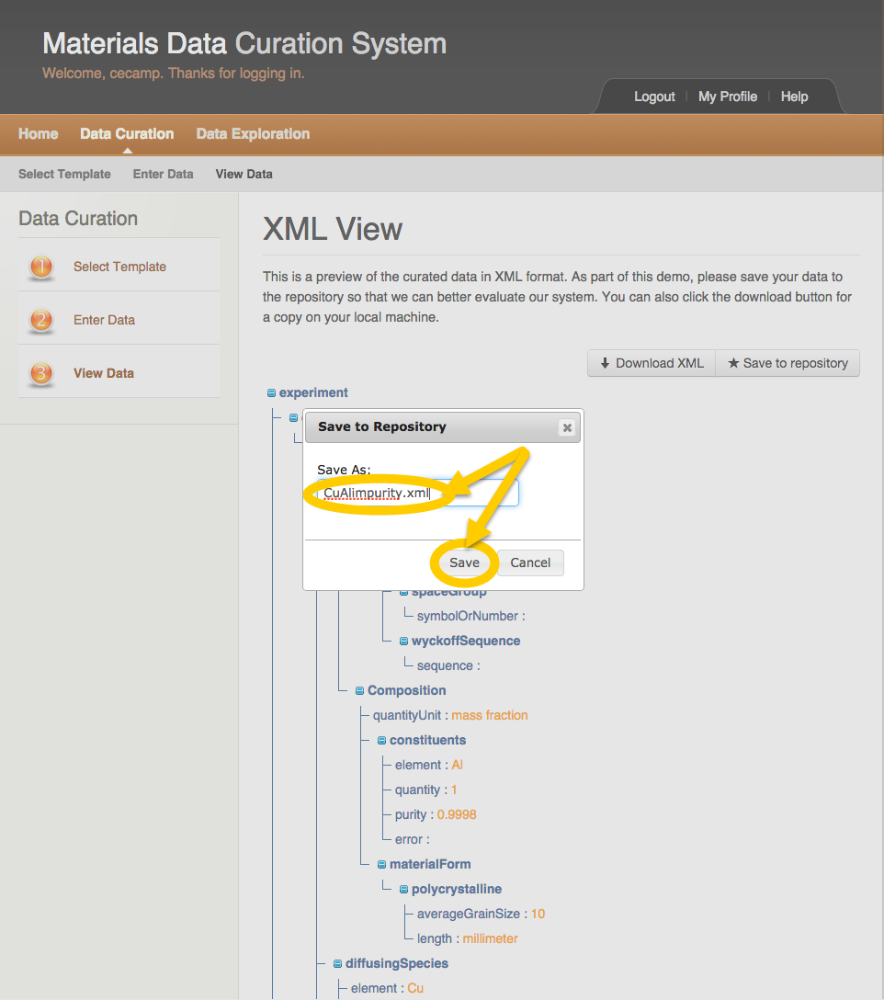 Materials Data Curation System
Welcome, cecamp. Thanks for logging in.
Logout My Profile Help
Home Data Curation Data Exploration
Select Template Enter Data View Data
Data Curation
1 Select Template
2 Enter Data
3 View Data
XML View
This is a preview of the curated data in XML format. As part of this demo, please save your data to
the repository so that we can better evaluate our system. You can also click the download button for
a copy on your local machine.
Download XML Save to repository
experiment
Save to Repository
Save As:
CuAlimpurity.xml
Save Cancel
spaceGroup
symbolOrNumber :
wyckoffSequence
sequence :
Composition
quantityUnit : mass fraction
constituents
element : Al
quantity : 1
purity : 0.9998
error :
materialForm
polycrystalline
averageGrainSize : 10
length : millimeter
diffusingSpecies
element : Cu